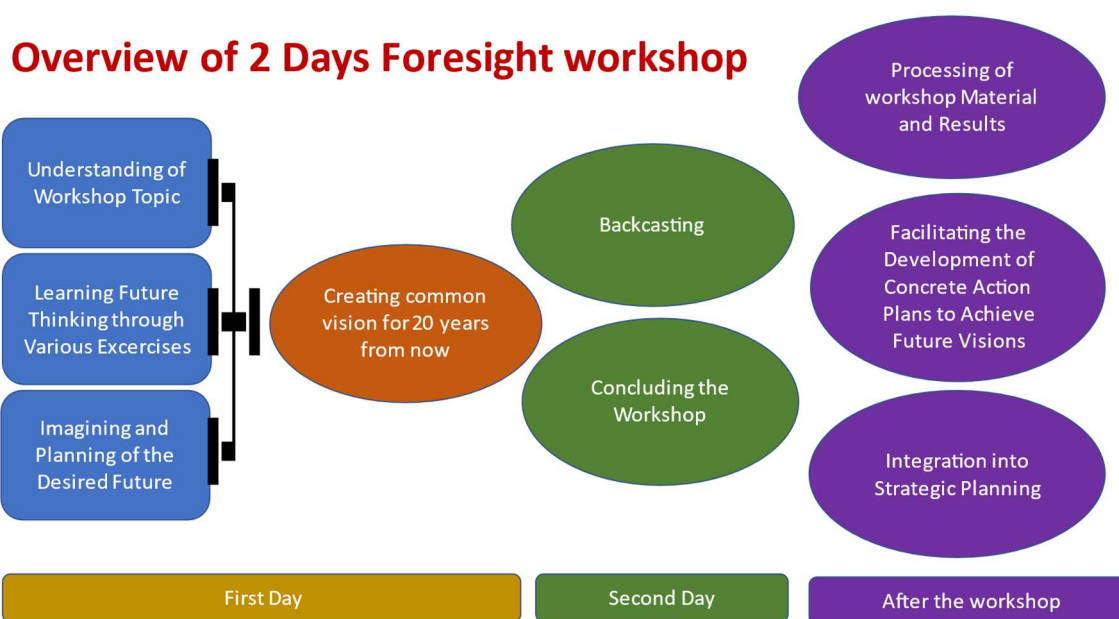 Overview of 2 Days Foresight workshop
Understanding of
Workshop Topic
Learning Future
Thinking through
Various Excercises
Imagining and
Planning of the
Desired Future
Creating common
vision for 20 years
from now
Backcasting
Concluding the
Workshop
Processing of
workshop Material
and Results
Facilitating the
Development of
Concrete Action
Plans to Achieve
Future Visions
Integration into
Strategic Planning
First Day
Second Day
After the workshop